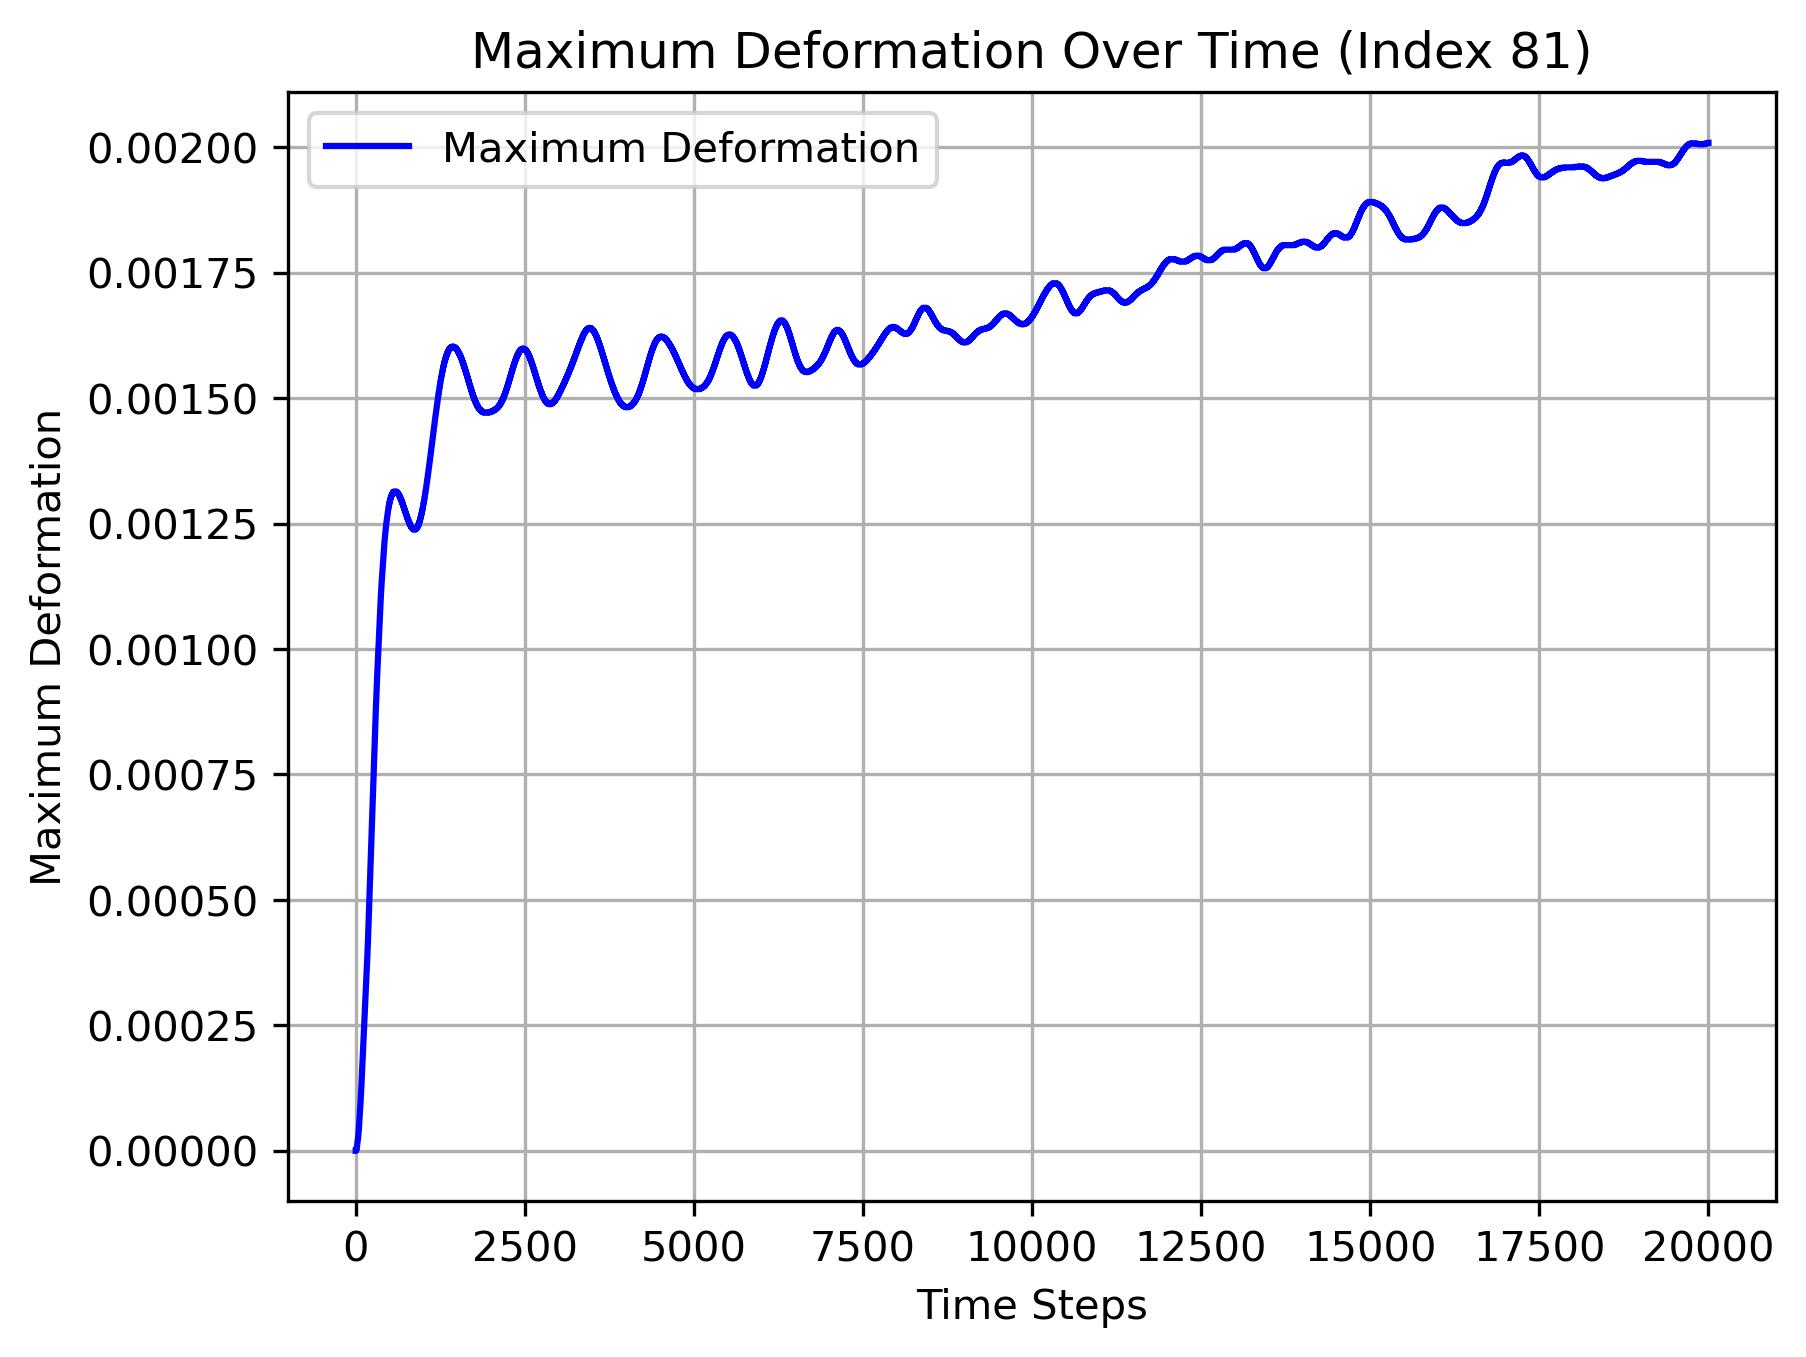 Maximum Deformation Over Time (Index 81)
Maximum Deformation
0.00200
0.00175
0.00150
0.00125
0.00100
0.00075
0.00050
0.00025
0.00000
Maximum Deformation
0 2500 5000 7500 10000 12500 15000 17500 20000
Time Steps